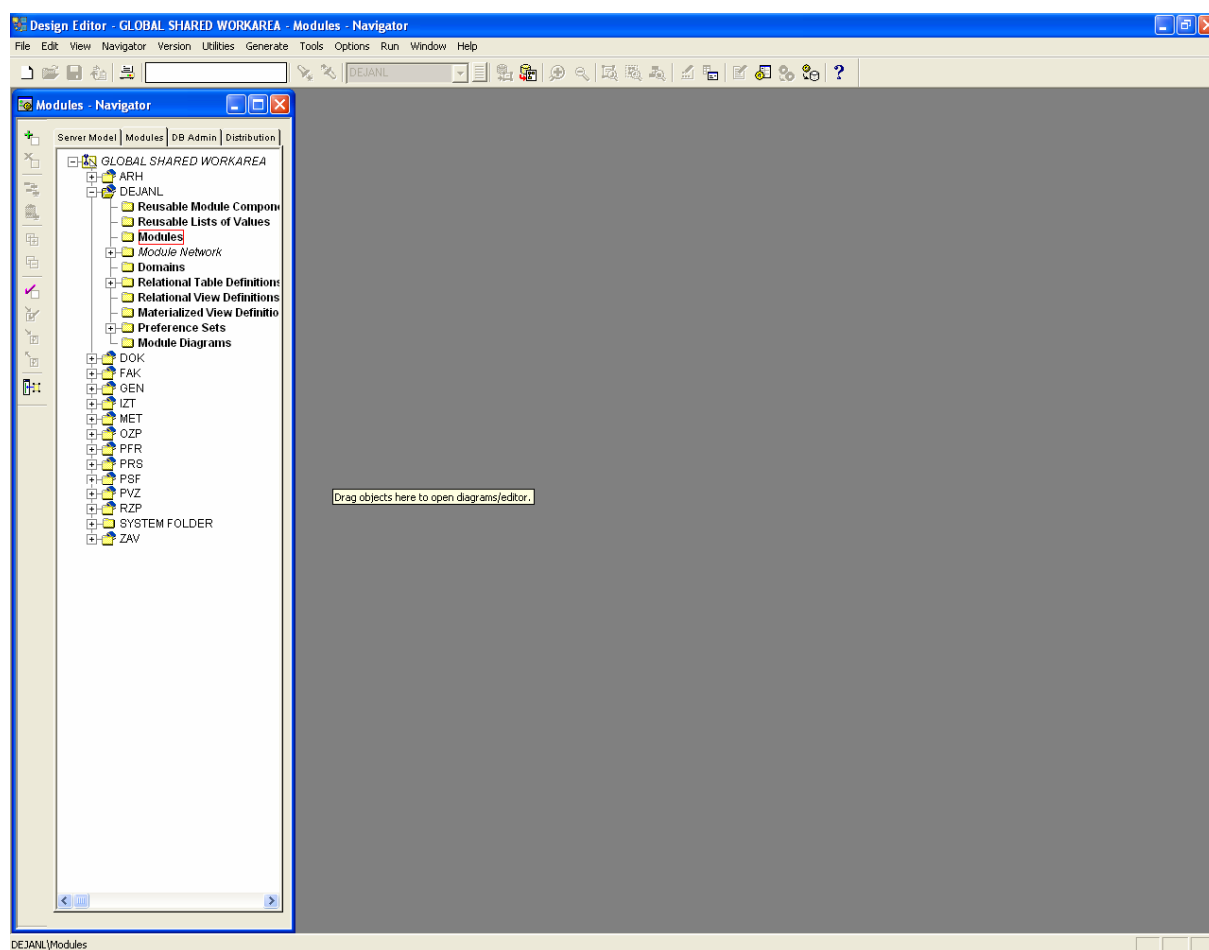 Design Editor - GLOBAL SHARED WORKAREA - Modules - Navigator
File Edit View Navigator Version Utilities Generate Tools Options Run Window Help
DEJANL
Modules - Navigator
Server Model Modules DB Admin Distribution
GLOBAL SHARED WORKAREA
ARH
DEJANL
Reusable Module Compone
Reusable Lists of Values
Modules
Module Network
Domains
Relational Table Definitions
Relational View Definitions
Materialized View Definitio
Preference Sets
Module Diagrams
DOK
FAK
GEN
IZT
MET
OZP
PFR
PRS
PSF
PVZ
RZP
SYSTEM FOLDER
ZAV
Drag objects here to open diagrams/editor.
DEJANL\Modules